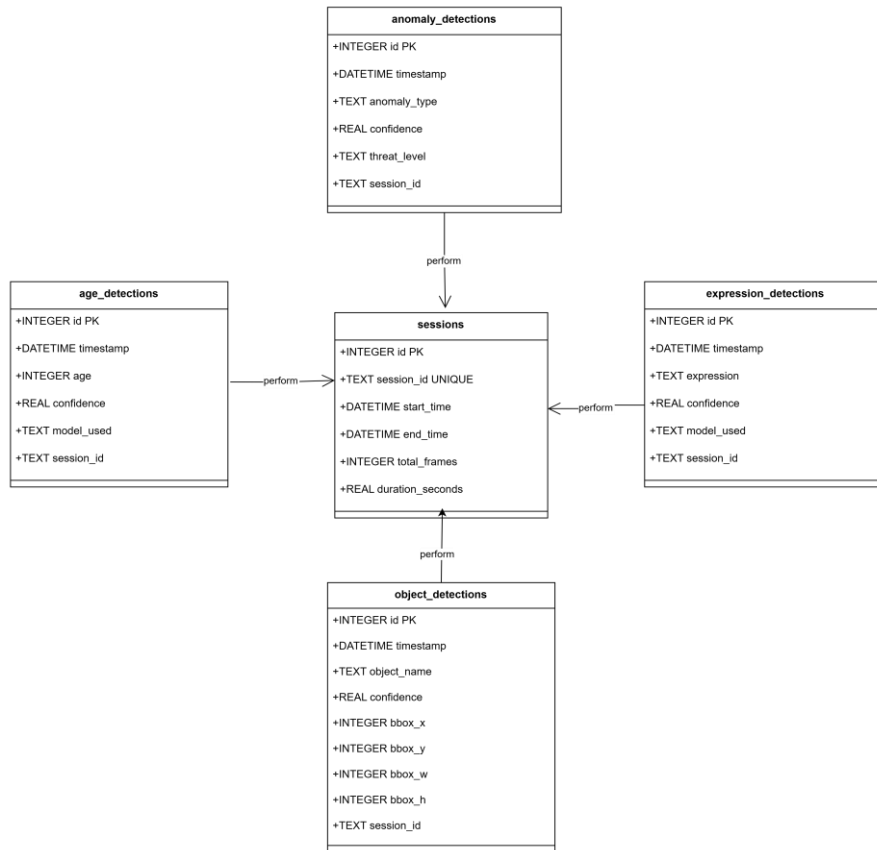 anomaly_detections
+INTEGER id PK
+DATETIME timestamp
+TEXT anomaly_type
+REAL confidence
+TEXT threat_level
+TEXT session_id
perform
age_detections
+INTEGER id PK
+DATETIME timestamp
+INTEGER age
+REAL confidence
+TEXT model_used
+TEXT session_id
perform
sessions
+INTEGER id PK
+TEXT session_id UNIQUE
+DATETIME start_time
+DATETIME end_time
+INTEGER total_frames
+REAL duration_seconds
perform
expression_detections
+INTEGER id PK
+DATETIME timestamp
+TEXT expression
+REAL confidence
+TEXT model_used
+TEXT session_id
perform
object_detections
+INTEGER id PK
+DATETIME timestamp
+TEXT object_name
+REAL confidence
+INTEGER bbox_x
+INTEGER bbox_y
+INTEGER bbox_w
+INTEGER bbox_h
+TEXT session_id